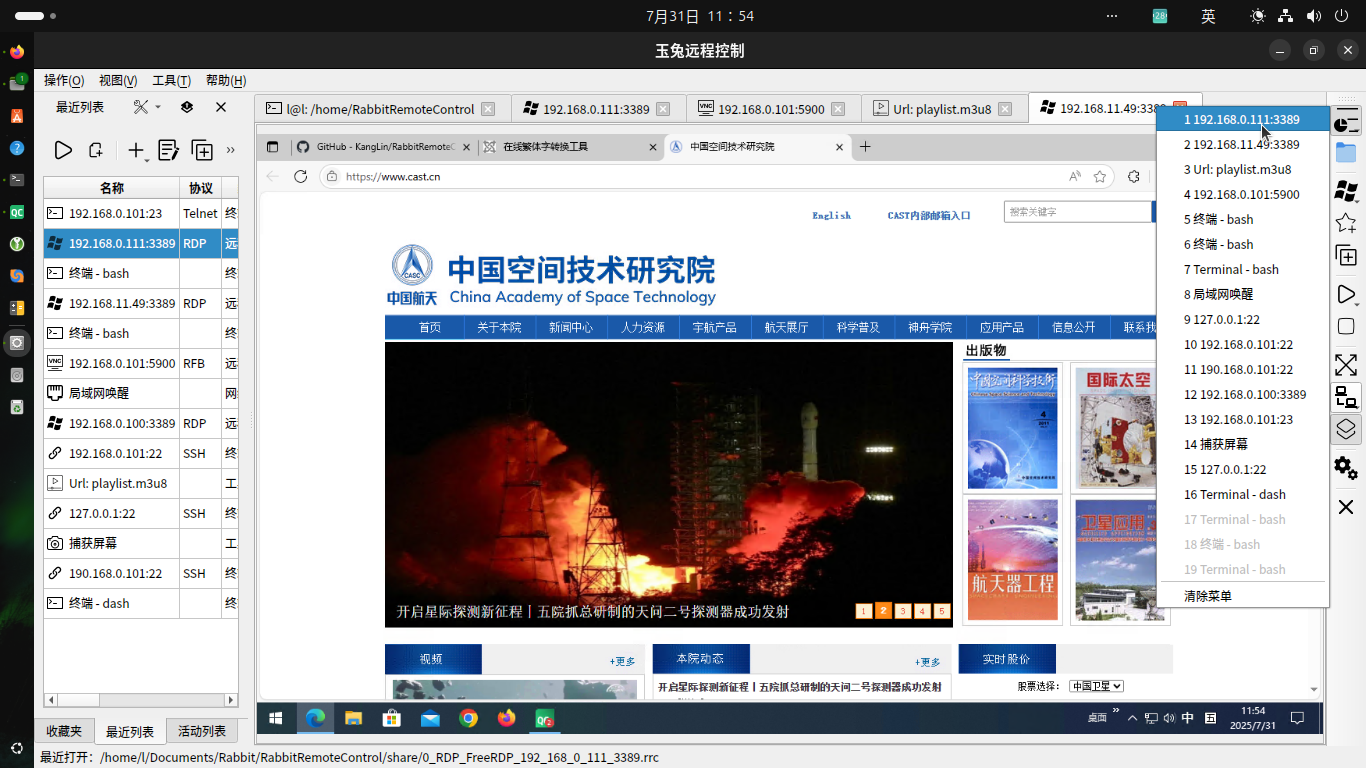 7月31日 11：54
28
英
玉兔远程控制
操作(O) 视图(V) 工具(T) 帮助(H)
最近列表
l@l: /home/RabbitRemoteControl
192.168.0.111:3389
192.168.0.101:5900
Url: playlist.m3u8
192.168.11.49:3389
名称 协议
192.168.0.101:23 Telnet 终
192.168.0.111:3389 RDP 远
终端 - bash 终
192.168.11.49:3389 RDP 远
终端 - bash 终
192.168.0.101:5900 RFB 远
局域网唤醒 网
192.168.0.100:3389 RDP 远
192.168.0.101:22 SSH 终
Url: playlist.m3u8 工
127.0.0.1:22 SSH 终
捕获屏幕 工
190.168.0.101:22 SSH 终
终端 - dash 终
收藏夹 最近列表 活动列表
GitHub - KangLin/RabbitRemoteC
在线繁体字转换工具
中国空间技术研究院
https://www.cast.cn
English CAST内部邮箱入口 搜索关键字
CASC
中国航天
中国空间技术研究院
China Academy of Space Technology
首页 关于本院 新闻中心 人力资源 宇航产品 航天展厅 科学普及 神舟学院 应用产品 信息公开 联系我
开启星际探测新征程丨五院抓总研制的天问二号探测器成功发射
1 2 3 4 5
出版物
中国空间科学技术
4
2011
国际太空
航天器工程
卫星应用
视频 +更多
本院动态 +更多
开启星际探测新征程丨五院抓总研制的天问二号探测器成功发射
实时股价
股票选择： 中国卫星
桌面
中
11:54
2025/7/31
1 192.168.0.111:3389
2 192.168.11.49:3389
3 Url: playlist.m3u8
4 192.168.0.101:5900
5 终端 - bash
6 终端 - bash
7 Terminal - bash
8 局域网唤醒
9 127.0.0.1:22
10 192.168.0.101:22
11 190.168.0.101:22
12 192.168.0.100:3389
13 192.168.0.101:23
14 捕获屏幕
15 127.0.0.1:22
16 Terminal - dash
17 Terminal - bash
18 终端 - bash
19 Terminal - bash
清除菜单
最近打开：/home/l/Documents/Rabbit/RabbitRemoteControl/share/0_RDP_FreeRDP_192_168_0_111_3389.rrc